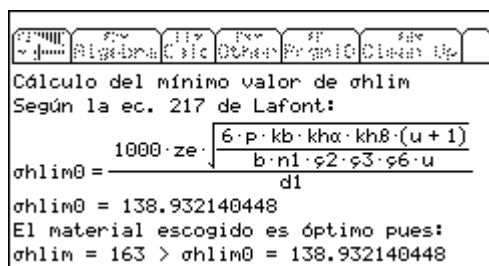 Algebra Calc Other PrgmIO Clean Up
Cálculo del mínimo valor de σhlim
Según la ec. 217 de Lafont:
σhlim0 = 1000·ze·√(6·p·kb·khα·khβ·(u+1) / b·n1·ς2·ς3·ς6·u) / d1
σhlim0 = 138.932140448
El material escogido es óptimo pues:
σhlim = 163 > σhlim0 = 138.932140448